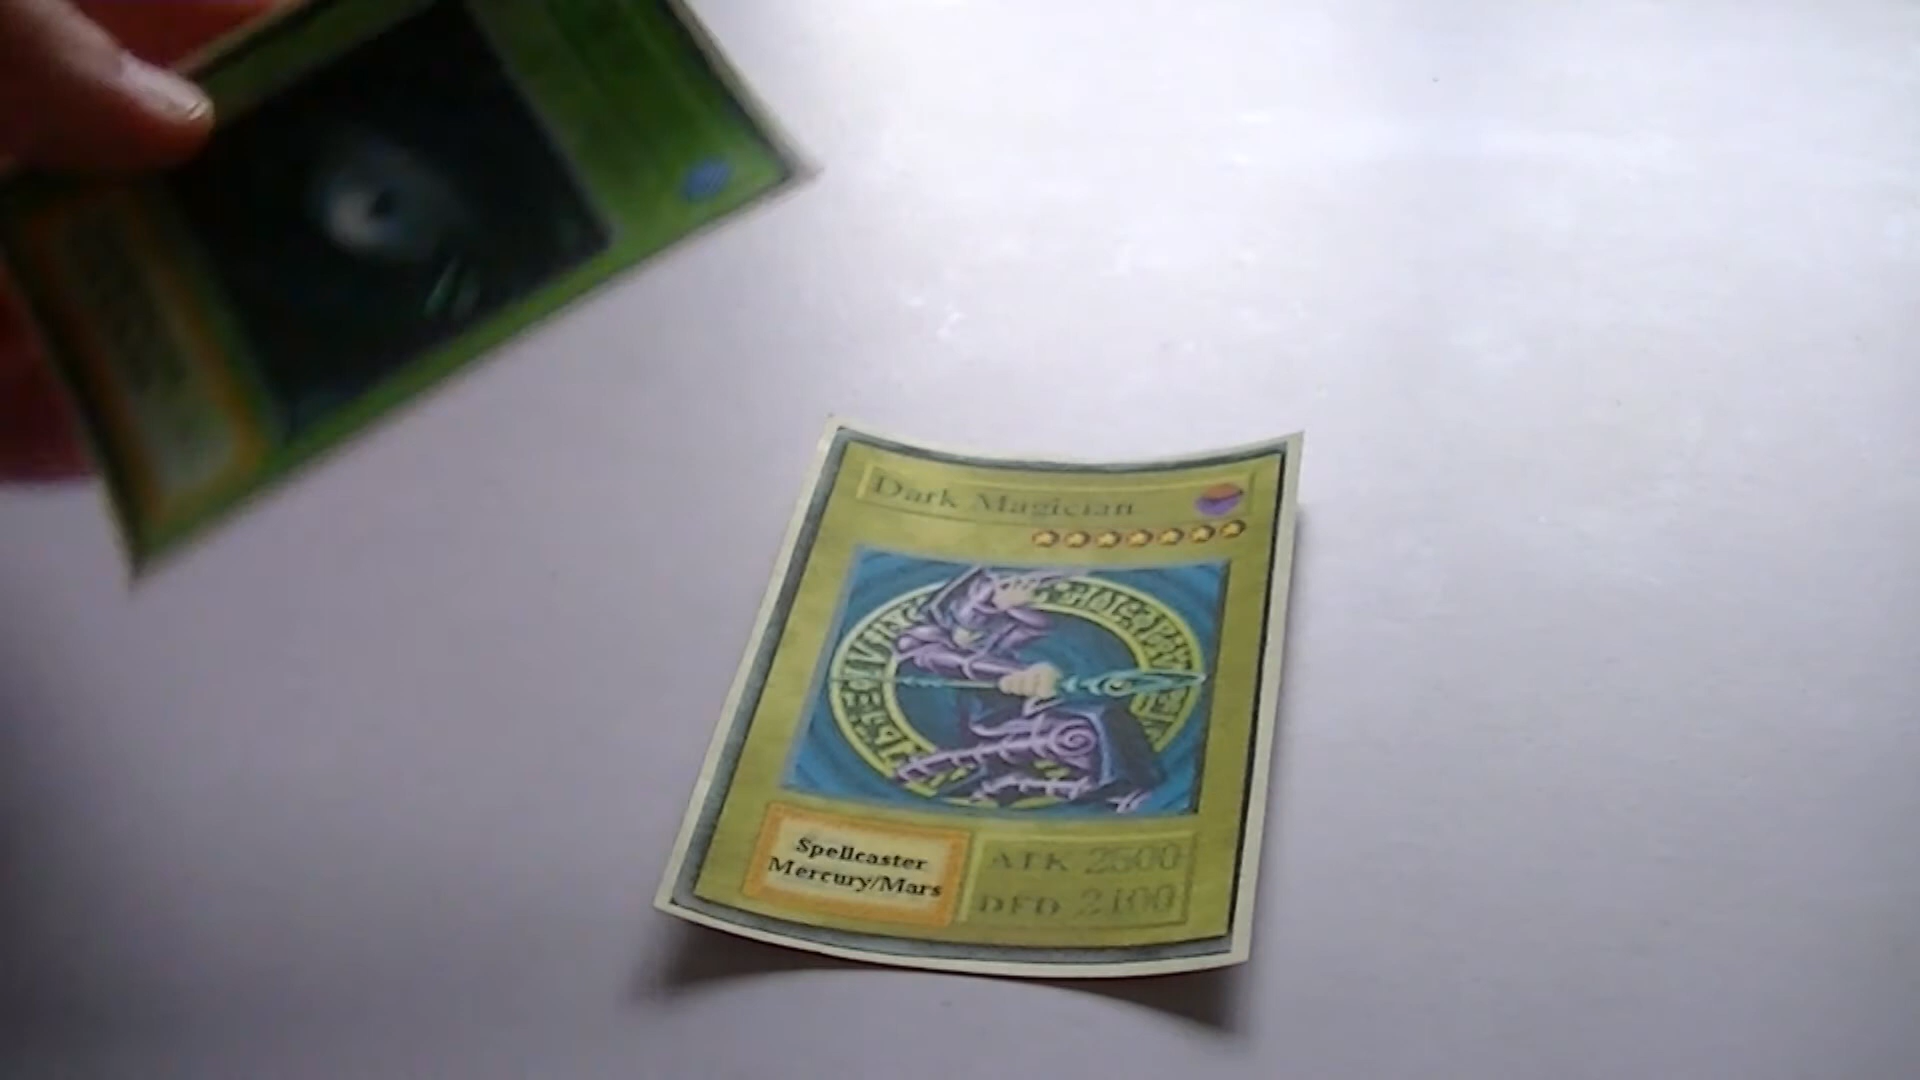 Dark Magician
Spellcaster
Mercury/Mars
ATK 2500
DFD 2100